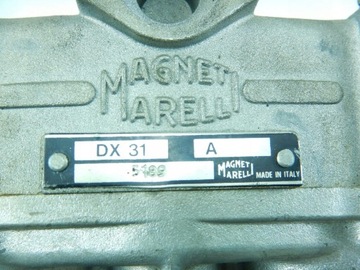 MAGNETI
MARELLI
DX 31 A
5169
MAGNETI
MARELLI MADE IN ITALY